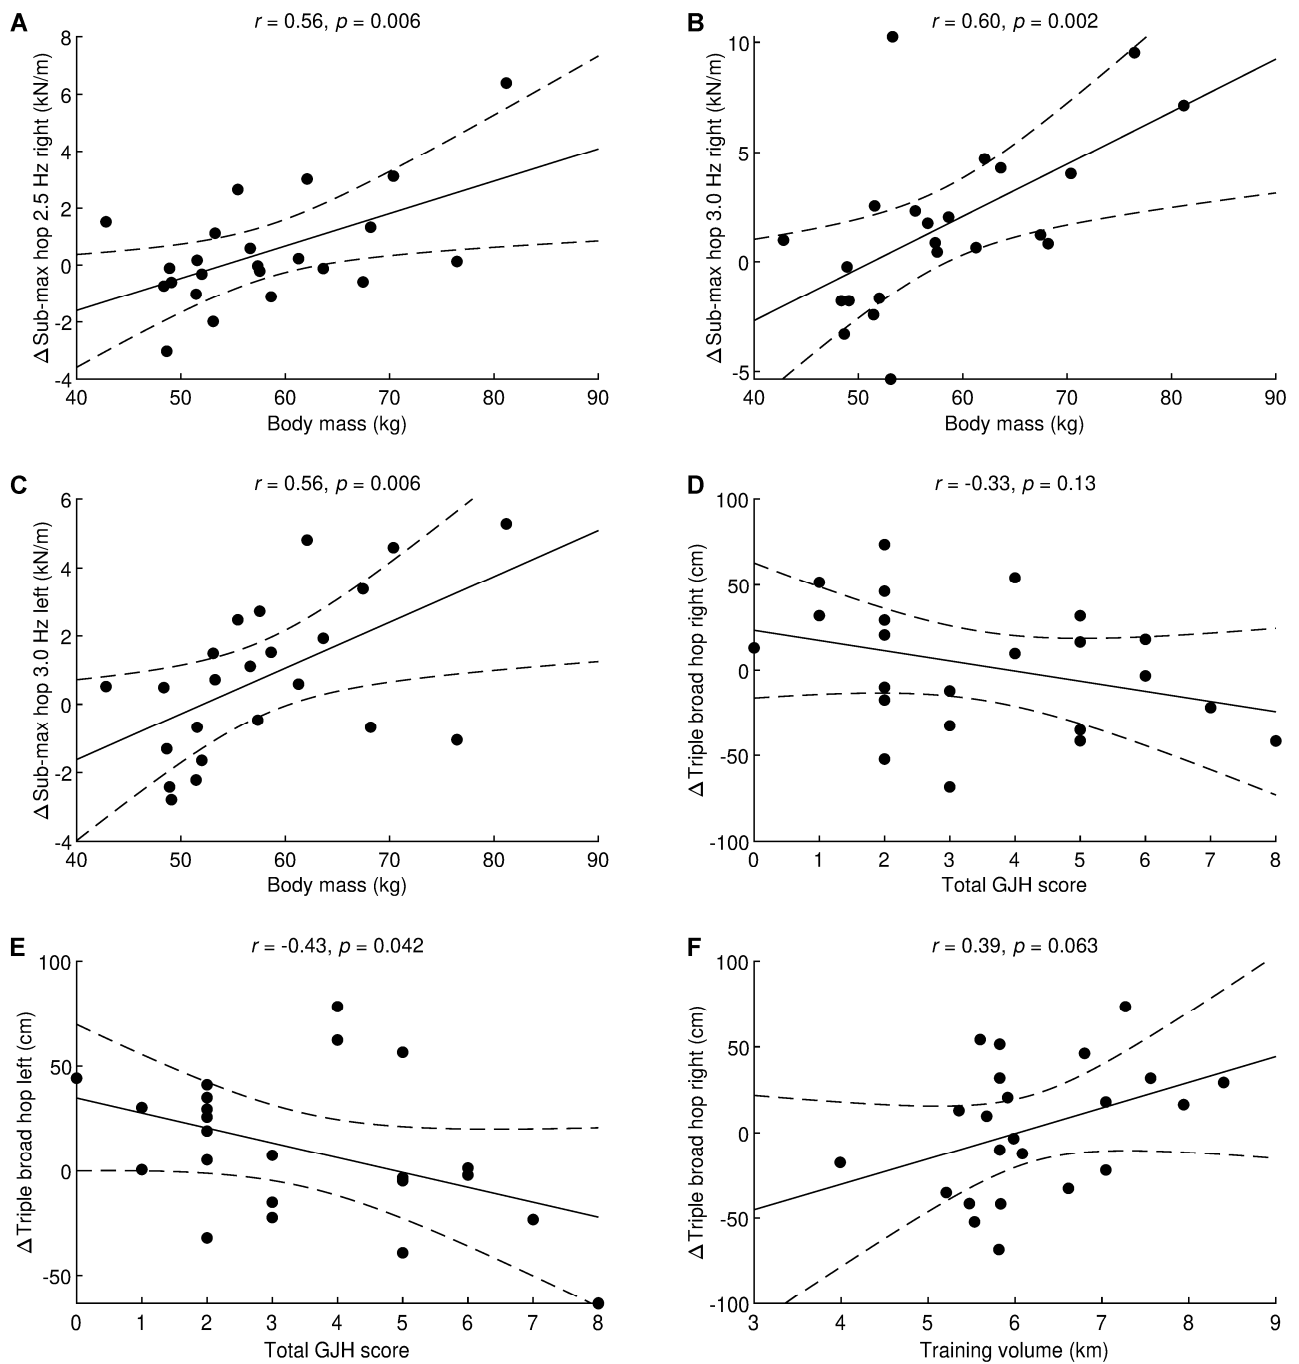 A
r = 0.56, p = 0.006
8
6
4
2
0
-2
-4
Δ Sub-max hop 2.5 Hz right (kN/m)
40 50 60 70 80 90
Body mass (kg)
B
r = 0.60, p = 0.002
10
5
0
-5
Δ Sub-max hop 3.0 Hz right (kN/m)
40 50 60 70 80 90
Body mass (kg)
C
r = 0.56, p = 0.006
6
4
2
0
-2
-4
Δ Sub-max hop 3.0 Hz left (kN/m)
40 50 60 70 80 90
Body mass (kg)
D
r = -0.33, p = 0.13
100
50
0
-50
-100
Δ Triple broad hop right (cm)
0 1 2 3 4 5 6 7 8
Total GJH score
E
r = -0.43, p = 0.042
100
50
0
-50
Δ Triple broad hop left (cm)
0 1 2 3 4 5 6 7 8
Total GJH score
F
r = 0.39, p = 0.063
100
50
0
-50
-100
Δ Triple broad hop right (cm)
3 4 5 6 7 8 9
Training volume (km)